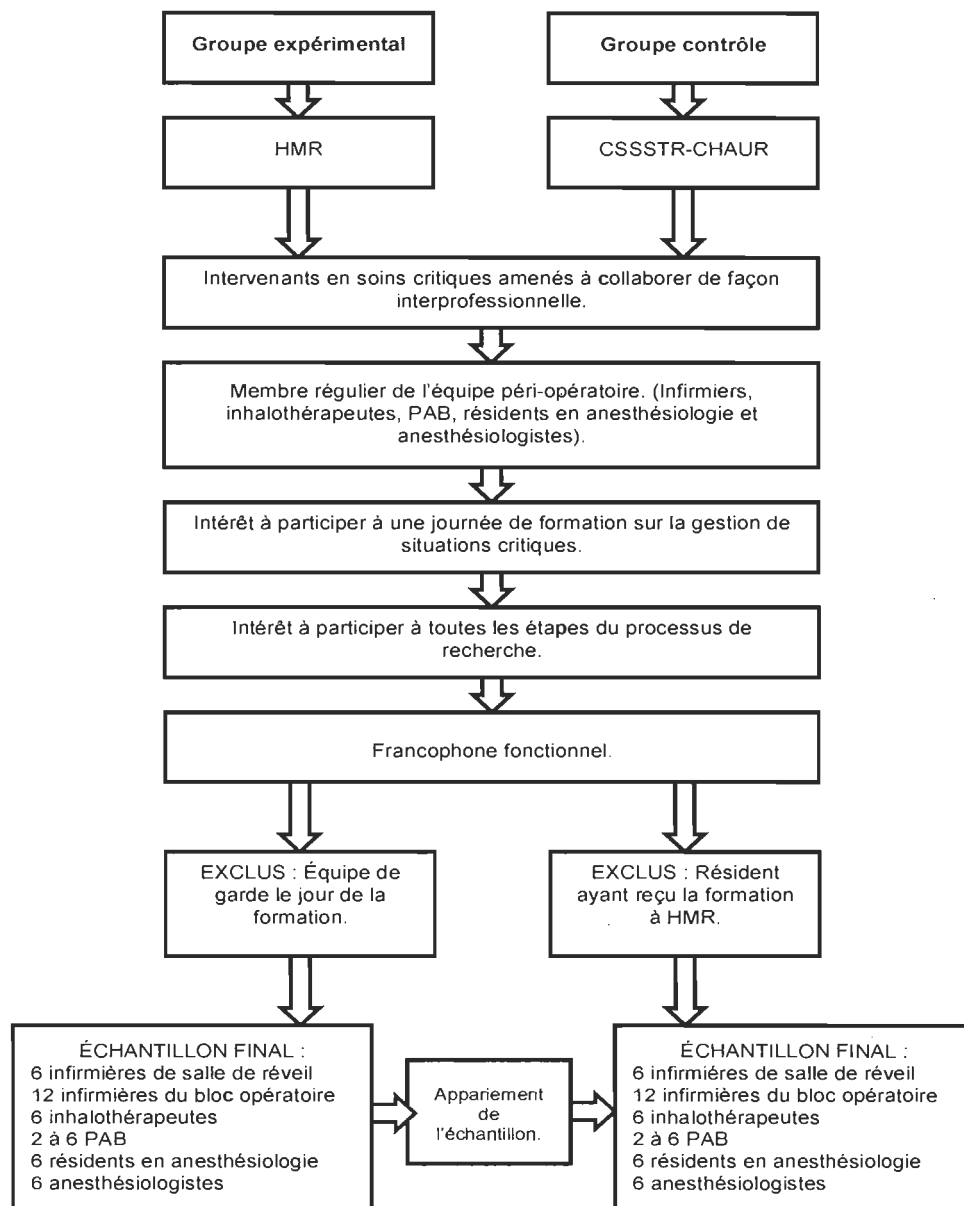 Groupe expérimental
Groupe contrôle
HMR
CSSSTR-CHAUR
Intervenants en soins critiques amenés à collaborer de façon
interprofessionnelle.
Membre régulier de l'équipe péri-opératoire. (Infirmiers,
inhalothérapeutes, PAB, résidents en anesthésiologie et
anesthésiologistes).
Intérêt à participer à une journée de formation sur la gestion de
situations critiques.
Intérêt à participer à toutes les étapes du processus de
recherche.
Francophone fonctionnel.
EXCLUS : Équipe de
garde le jour de la
formation.
EXCLUS : Résident
ayant reçu la formation
à HMR.
ÉCHANTILLON FINAL :
6 infirmières de salle de réveil
12 infirmières du bloc opératoire
6 inhalothérapeutes
2 à 6 PAB
6 résidents en anesthésiologie
6 anesthésiologistes
Appariement
de
l'échantillon.
ÉCHANTILLON FINAL :
6 infirmiéres de salle de réveil
12 infirmières du bloc opératoire
6 inhalothérapeutes
2 à 6 PAB
6 résidents en anesthésiologie
6 anesthésiologistes